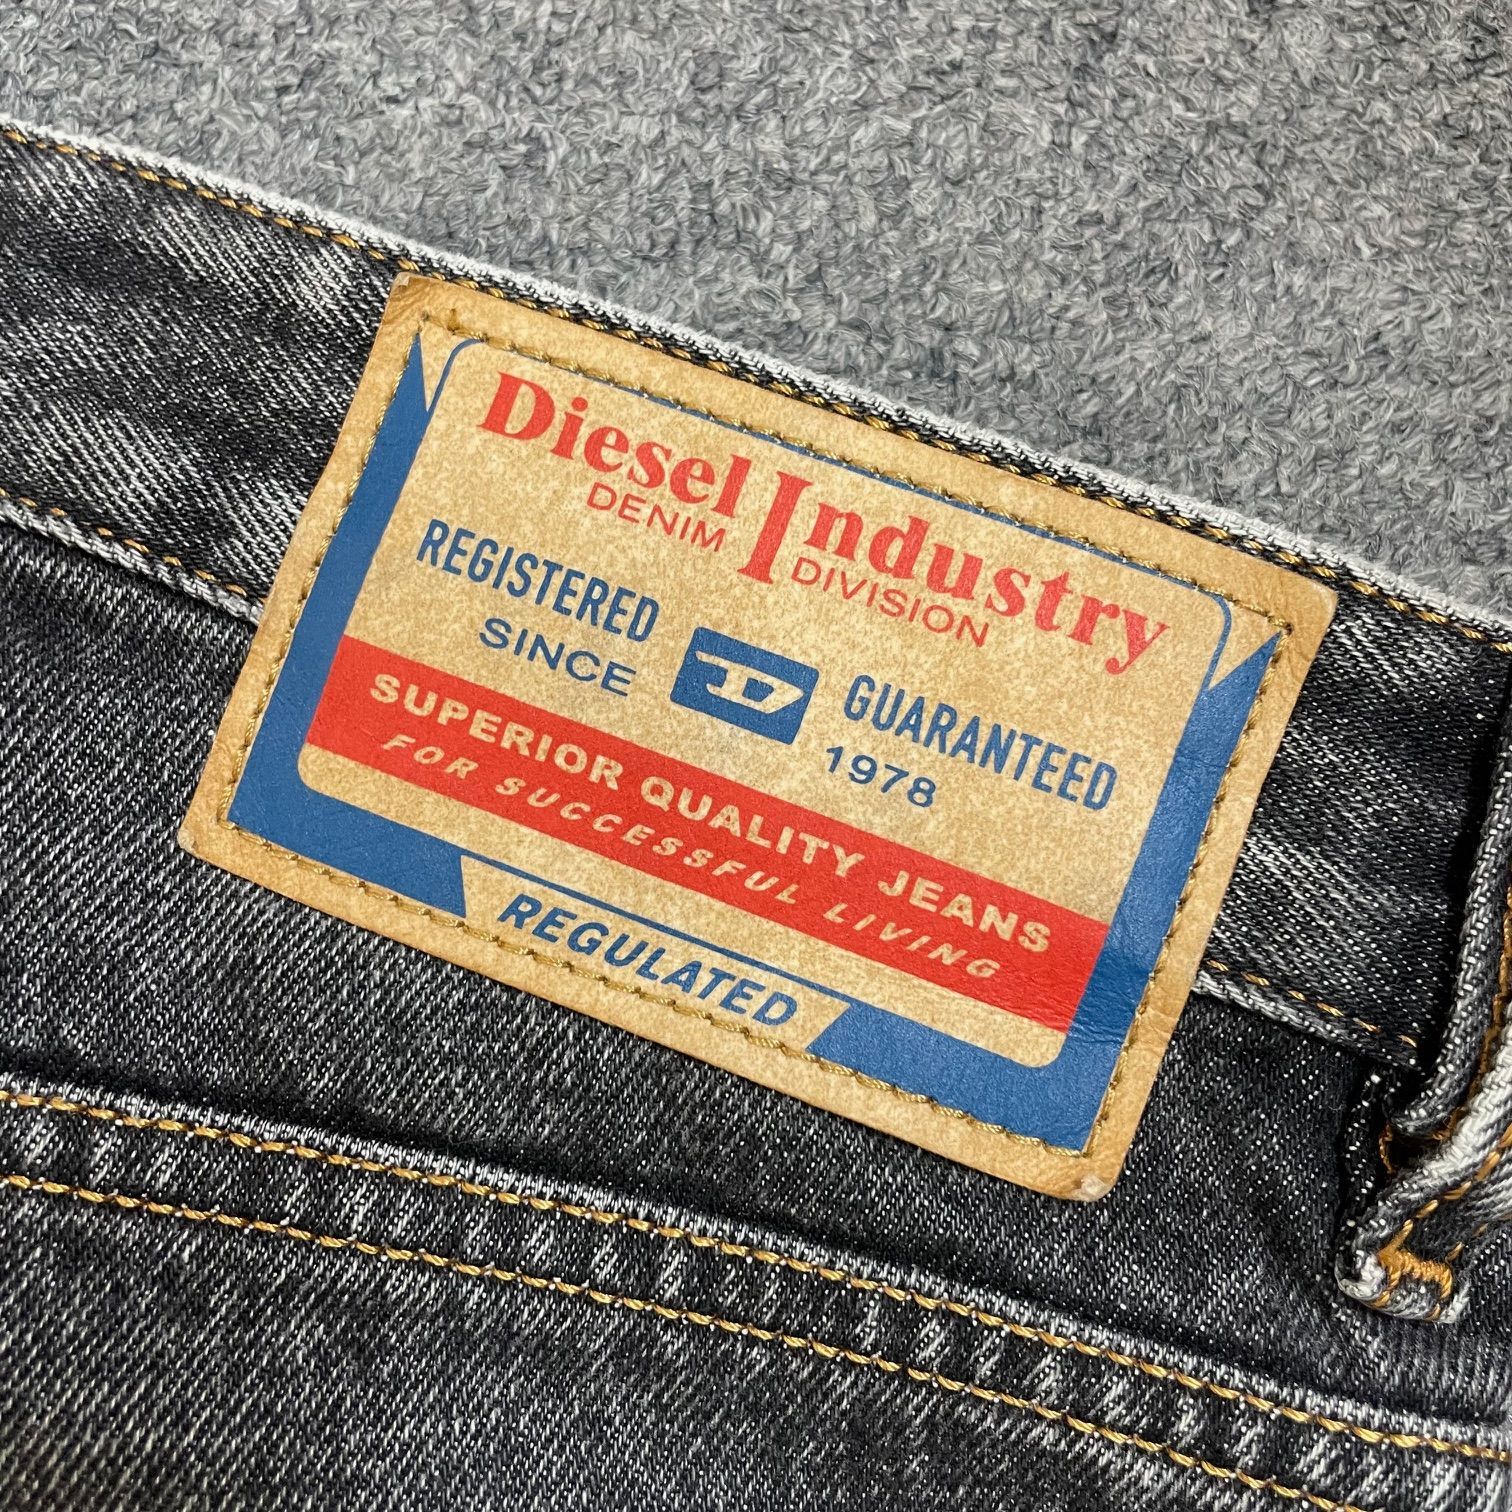 Diesel Industry
DENIM DIVISION
REGISTERED GUARANTEED
SINCE D 1978
SUPERIOR QUALITY JEANS
FOR SUCCESSFUL LIVING
REGULATED